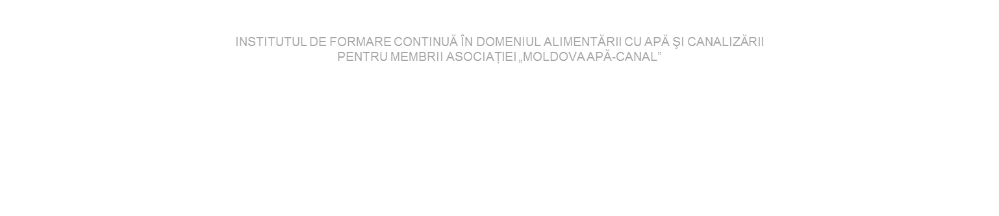 INSTITUTUL DE FORMARE CONTINUĂ ÎN DOMENIUL ALIMENTĂRII CU APĂ ŞI CANALIZĂRII
PENTRU MEMBRII ASOCIAȚIEI „MOLDOVA APĂ-CANAL”